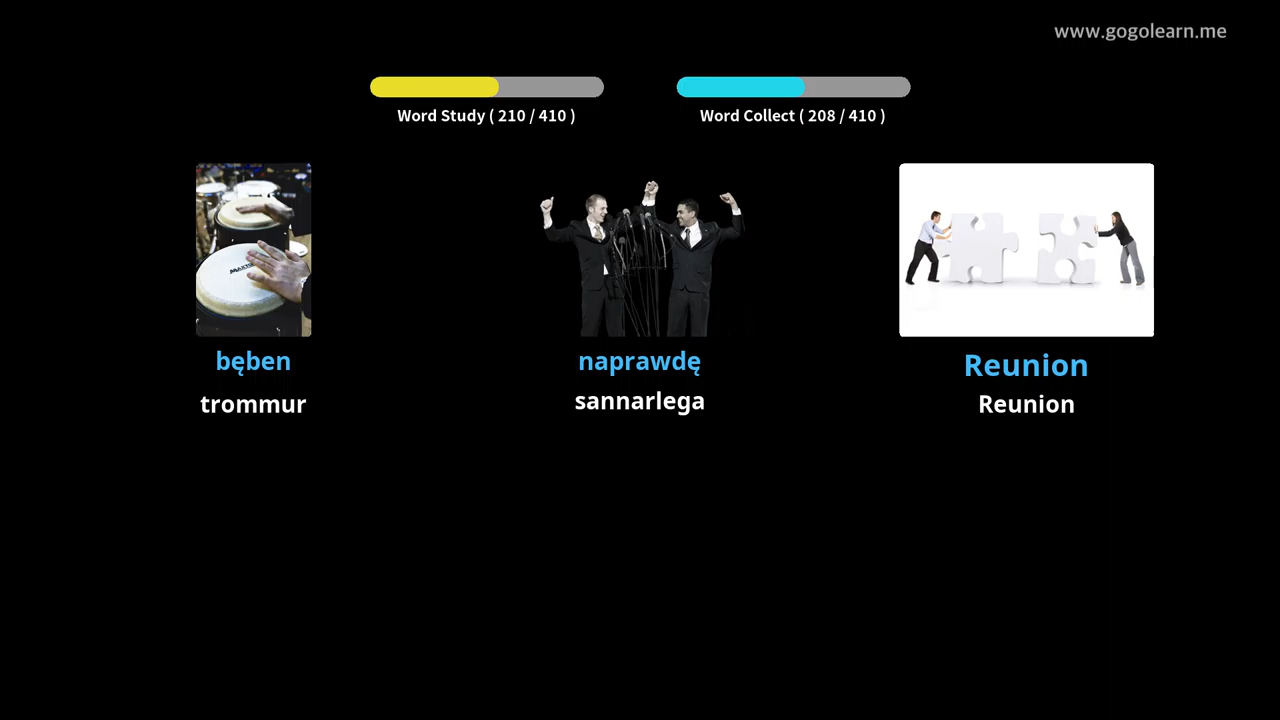 www.gogolearn.me
Word Study ( 210 / 410 )
Word Collect ( 208 / 410 )
bęben
trommur
naprawdę
sannarlega
Reunion
Reunion